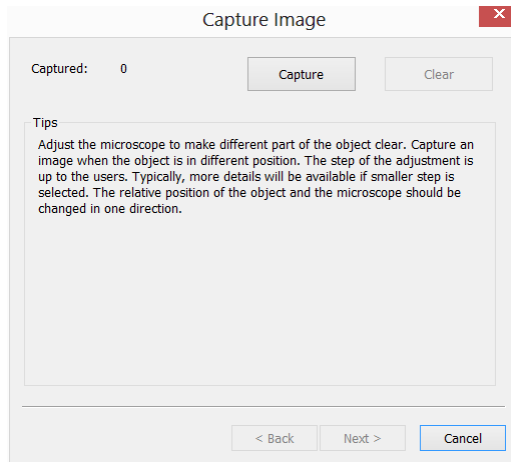 Capture Image
Captured: 0 Capture Clear
Tips
Adjust the microscope to make different part of the object clear. Capture an
image when the object is in different position. The step of the adjustment is
up to the users. Typically, more details will be available if smaller step is
selected. The relative position of the object and the microscope should be
changed in one direction.
< Back Next > Cancel